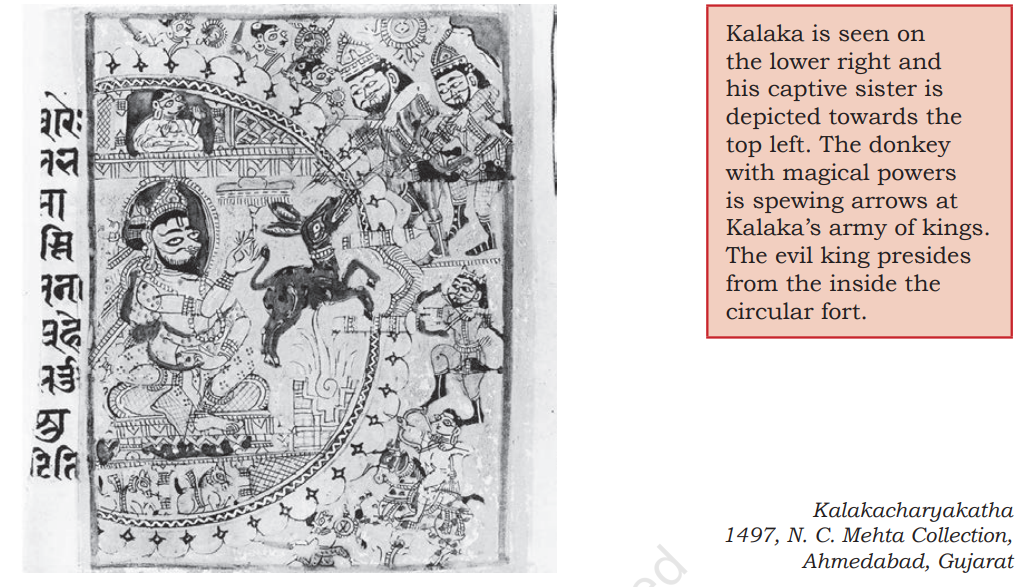 Kalaka is seen on
the lower right and
his captive sister is
depicted towards the
top left. The donkey
with magical powers
is spewing arrows at
Kalaka’s army of kings.
The evil king presides
from the inside the
circular fort.
Kalakacharyakatha
1497, N. C. Mehta Collection,
Ahmedabad, Gujarat
ed